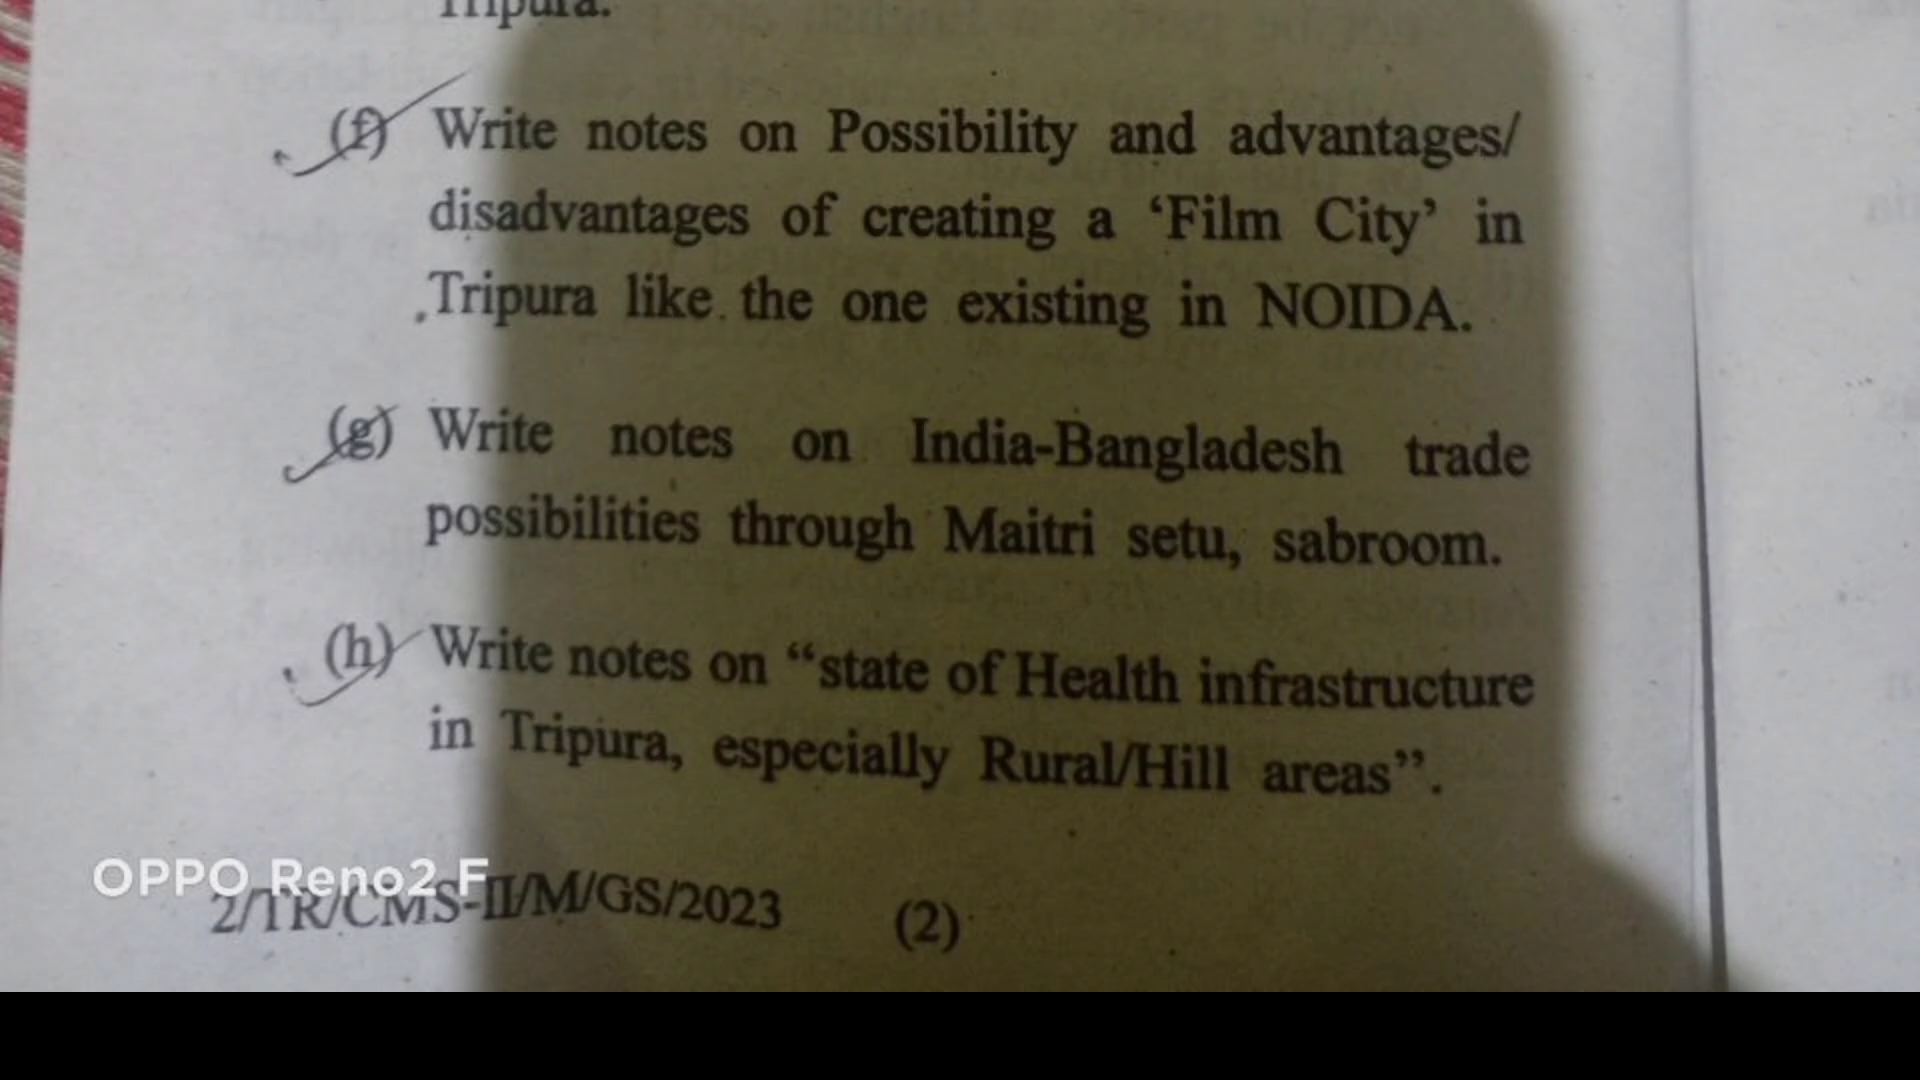 Tripura.
(f) Write notes on Possibility and advantages/
disadvantages of creating a ‘Film City’ in
Tripura like the one existing in NOIDA.
(g) Write notes on India-Bangladesh trade
possibilities through Maitri setu, sabroom.
(h) Write notes on “state of Health infrastructure
in Tripura, especially Rural/Hill areas”.
OPPO Reno2 F
2/TR/CMS-II/M/GS/2023 (2)